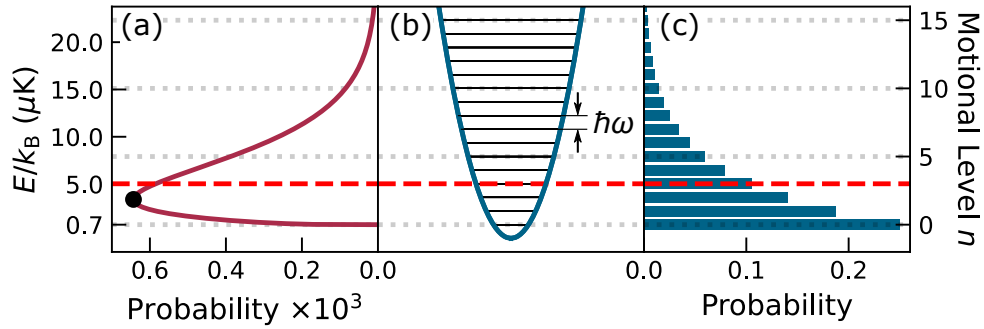 (a)
(b)
(c)
E/k_B (μK)
20.0
15.0
10.0
5.0
0.7
ħω
15
10
5
0
Motional Level n
0.6
0.4
0.2
0.0
0.0
0.1
0.2
Probability ×10³
Probability